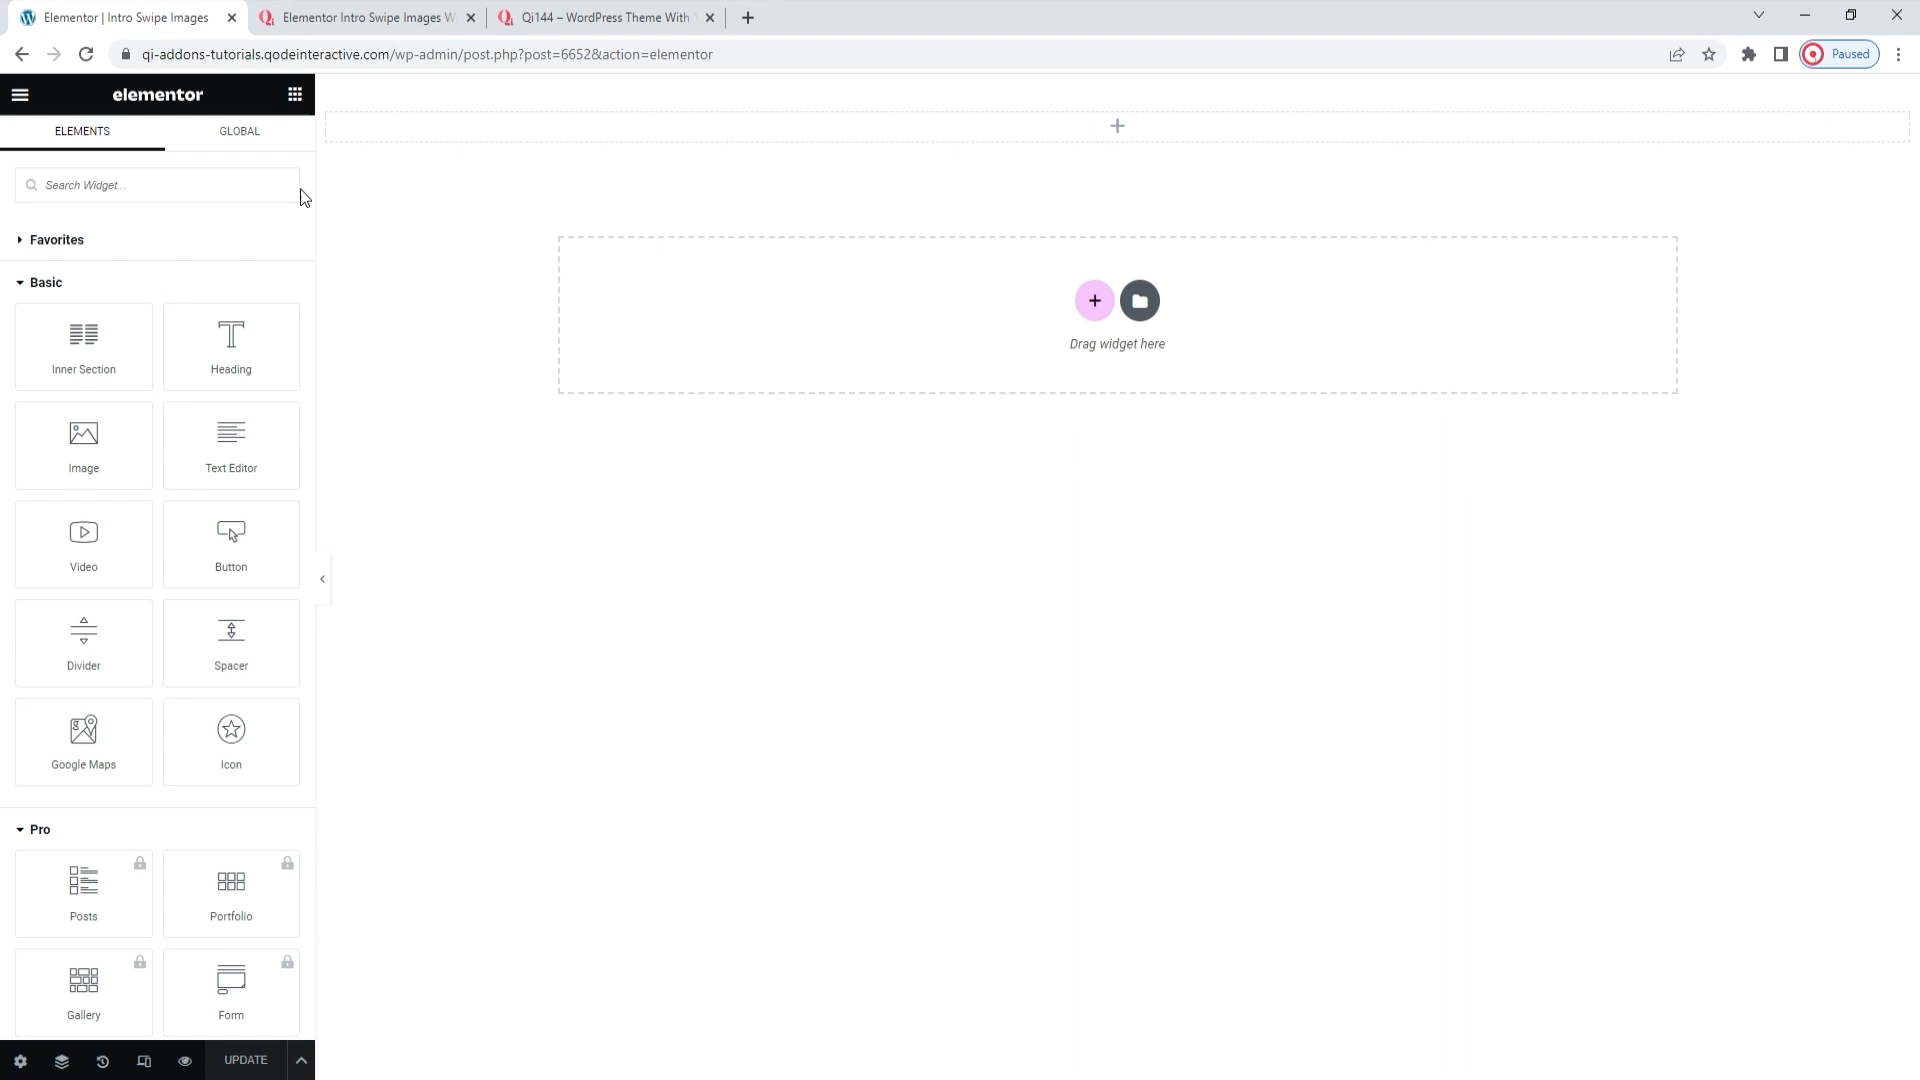 Elementor | Intro Swipe Images
Elementor Intro Swipe Images W
Qi144 – WordPress Theme With
qi-addons-tutorials.qodeinteractive.com/wp-admin/post.php?post=6652&action=elementor
Paused
elementor
ELEMENTS
GLOBAL
Search Widget...
Favorites
Basic
Inner Section
Heading
Image
Text Editor
Video
Button
Divider
Spacer
Google Maps
Icon
Pro
Posts
Portfolio
Gallery
Form
UPDATE
Drag widget here